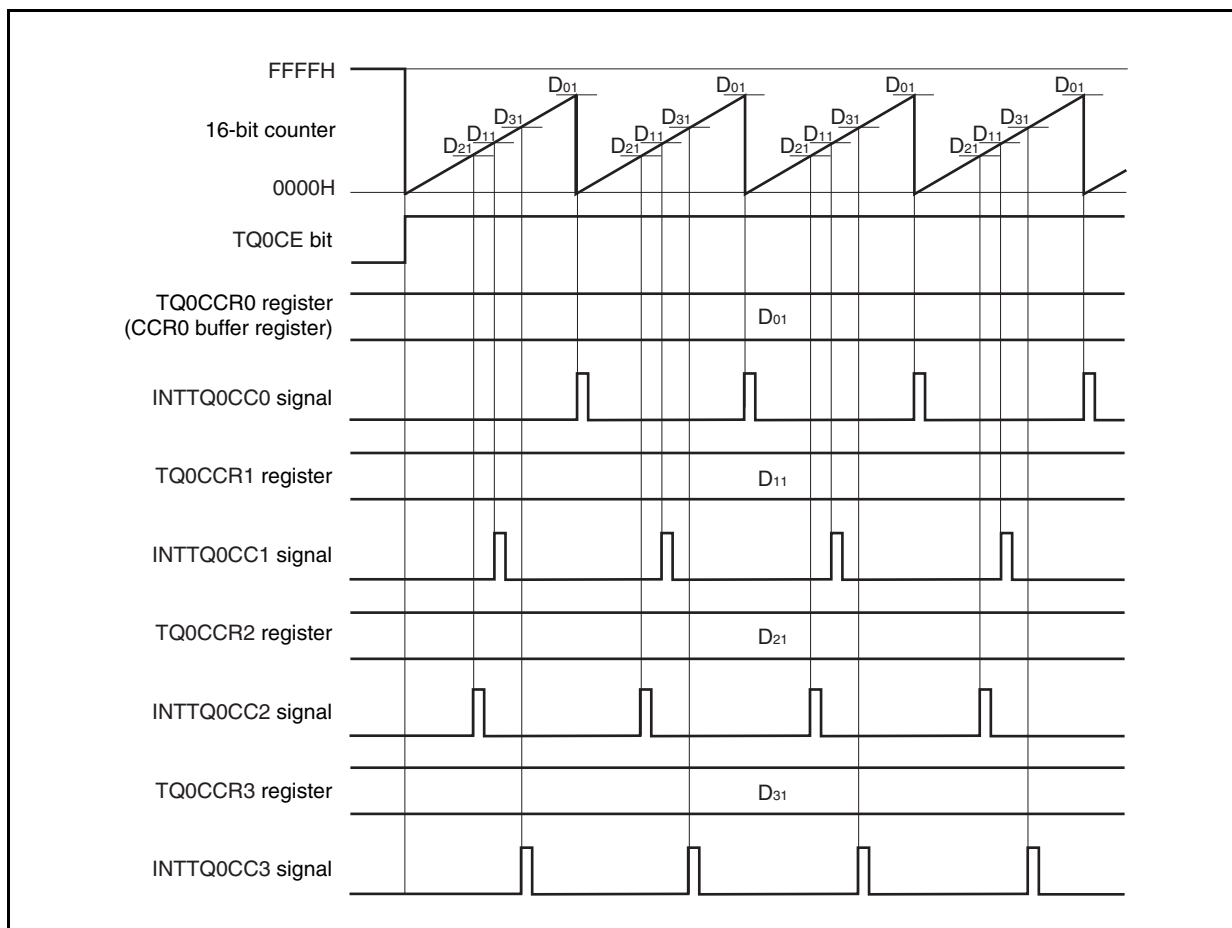 FFFFH
D01 D01 D01 D01
D31 D31 D31 D31
16-bit counter
D11 D11 D11 D11
D21 D21 D21 D21
0000H
TQ0CE bit
TQ0CCR0 register
(CCR0 buffer register)
D01
INTTQ0CC0 signal
TQ0CCR1 register
D11
INTTQ0CC1 signal
TQ0CCR2 register
D21
INTTQ0CC2 signal
TQ0CCR3 register
D31
INTTQ0CC3 signal